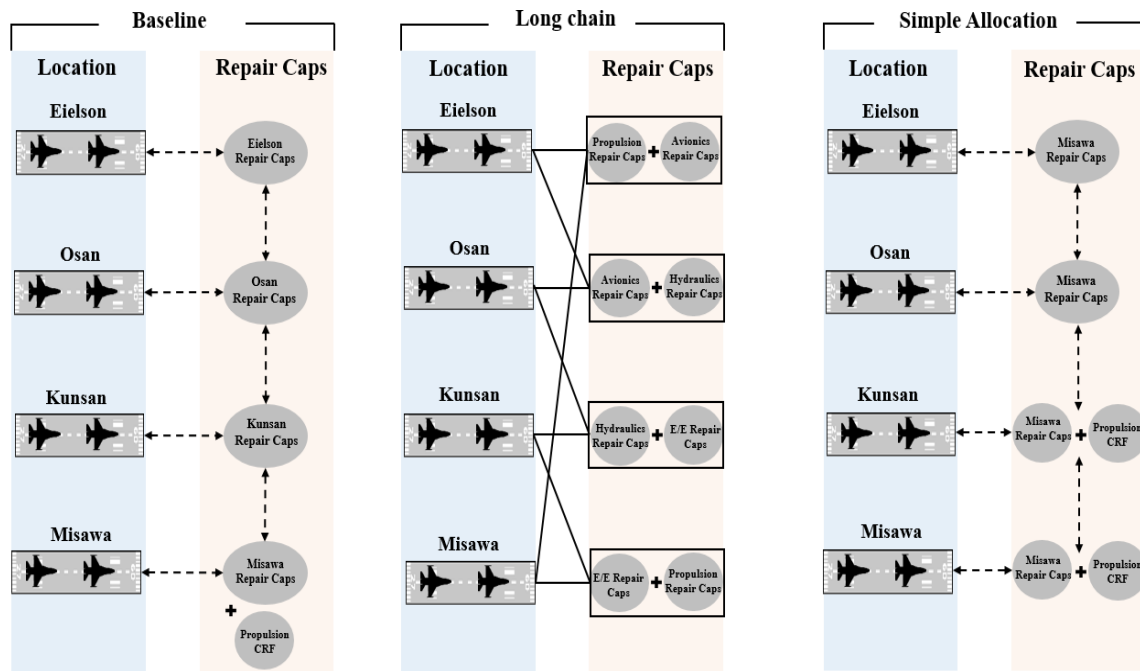 Baseline
Location
Repair Caps
Eielson
Eielson
Repair Caps
Osan
Osan
Repair Caps
Kunsan
Kunsan
Repair Caps
Misawa
Misawa
Repair Caps
+
Propulsion
CRF
Long chain
Location
Repair Caps
Eielson
Propulsion
Repair Caps
+
Avionics
Repair Caps
Osan
Avionics
Repair Caps
+
Hydraulics
Repair Caps
Kunsan
Hydraulics
Repair Caps
+
E/E Repair
Caps
Misawa
E/E Repair
Caps
+
Propulsion
Repair Caps
Simple Allocation
Location
Repair Caps
Eielson
Misawa
Repair Caps
Osan
Misawa
Repair Caps
Kunsan
Misawa
Repair Caps
+
Propulsion
CRF
Misawa
Misawa
Repair Caps
+
Propulsion
CRF